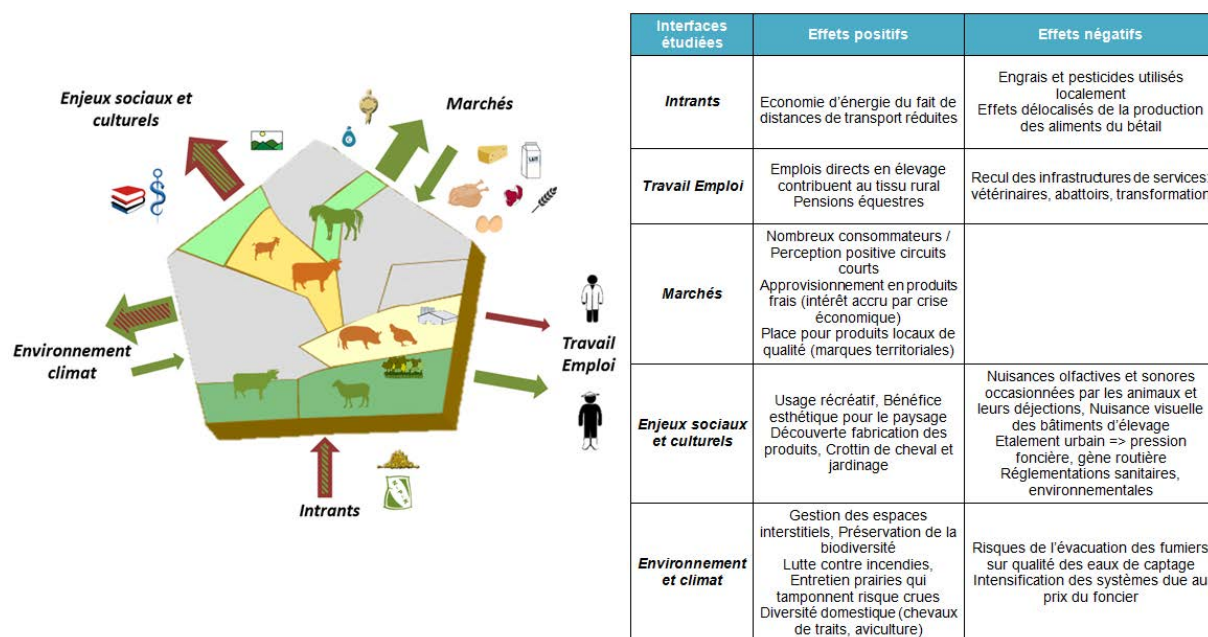 Enjeux sociaux et
culturels
Marchés
LAIT
Environnement
climat
Travail
Emploi
Intrants
Interfaces
étudiées
Effets positifs
Effets négatifs
Intrants
Economie d'énergie du fait de
distances de transport réduites
Engrais et pesticides utilisés
localement
Effets délocalisés de la production
des aliments du bétail
Travail Emploi
Emplois directs en élevage
contribuent au tissu rural
Pensions équestres
Recul des infrastructures de services:
vétérinaires, abattoirs, transformation
Marchés
Nombreux consommateurs /
Perception positive circuits
courts
Approvisionnement en produits
frais (intérêt accru par crise
économique)
Place pour produits locaux de
qualité (marques territoriales)
Enjeux sociaux
et culturels
Usage récréatif, Bénéfice
esthétique pour le paysage
Découverte fabrication des
produits, Crottin de cheval et
jardinage
Nuisances olfactives et sonores
occasionnées par les animaux et
leurs déjections, Nuisance visuelle
des bâtiments d'élevage
Etalement urbain => pression
foncière, gène routière
Réglementations sanitaires,
environnementales
Environnement
et climat
Gestion des espaces
interstitiels, Préservation de la
biodiversité
Lutte contre incendies,
Entretien prairies qui
tamponnent risque crues
Diversité domestique (chevaux
de traits, aviculture)
Risques de l'évacuation des fumiers
sur qualité des eaux de captage
Intensification des systèmes due au
prix du foncier